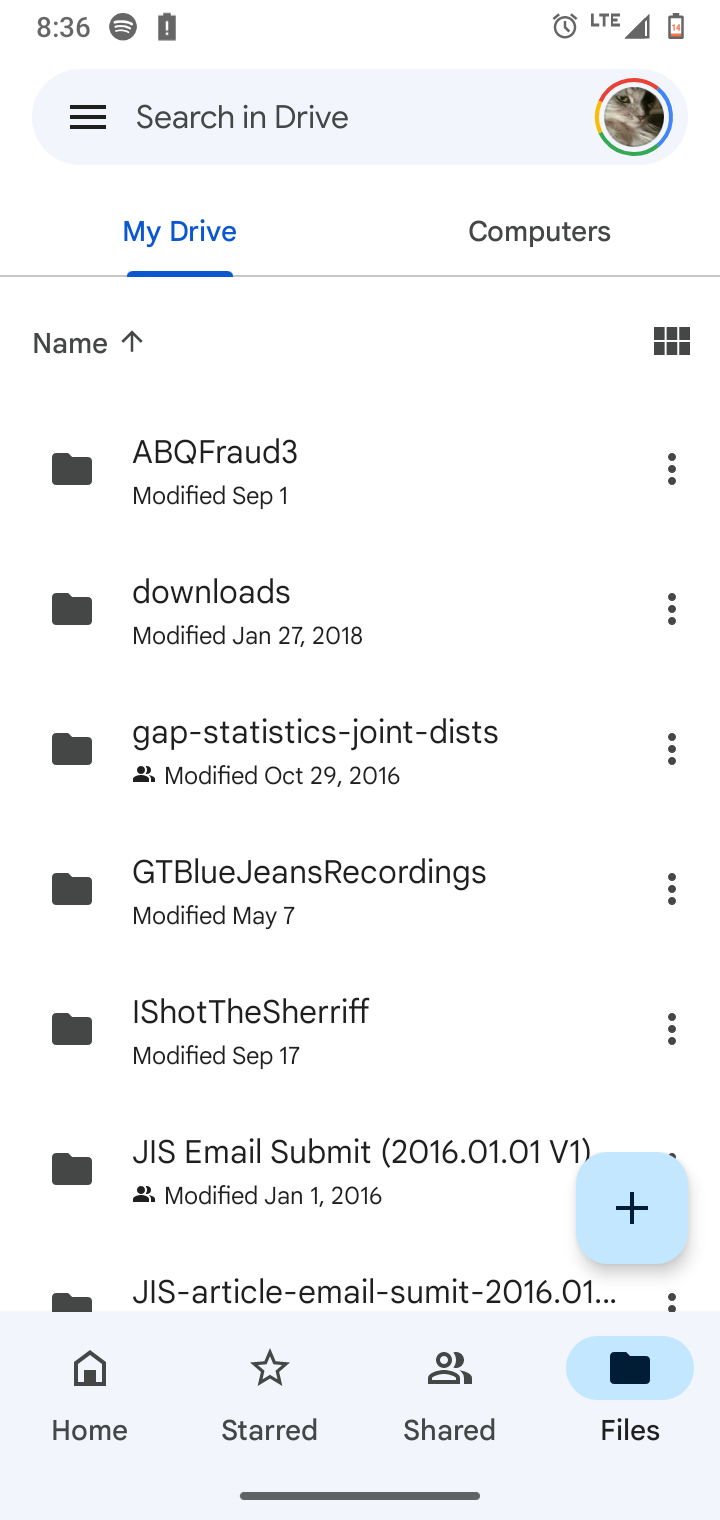 8:36 LTE 14
Search in Drive
My Drive Computers
Name
ABQFraud3
Modified Sep 1
downloads
Modified Jan 27, 2018
gap-statistics-joint-dists
Modified Oct 29, 2016
GTBlueJeansRecordings
Modified May 7
IShotTheSherriff
Modified Sep 17
JIS Email Submit (2016.01.01 V1)
Modified Jan 1, 2016
JIS-article-email-sumit-2016.01...
Home Starred Shared Files